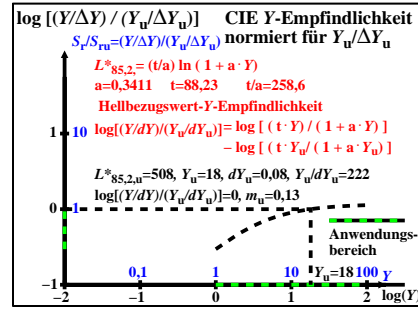 log [(Y/ΔY) / (Yu/ΔYu)]
CIE Y-Empfindlichkeit
normiert für Yu/ΔYu
Sr/Sru=(Y/ΔY)/(Yu/ΔYu)
L*85,2,= (t/a) ln ( 1 + a· Y )
a=0,3411 t=88,23 t/a=258,6
Hellbezugswert-Y-Empfindlichkeit
log[(Y/dY)/(Yu/dYu)]= log [ (t· Y) / ( 1 + a· Y) ]
− log [ (t· Yu/ ( 1 + a· Yu) ]
1 10
L*85,2,u=508, Yu=18, dYu=0,08, Yu/dYu=222
log[(Y/dY)/(Yu/dYu)]=0, mu=0,13
0 1
Anwendungs-
bereich
0,1 1 10 Yu=18 100 Y
−1
−2 −1 0 1 2 log(Y)